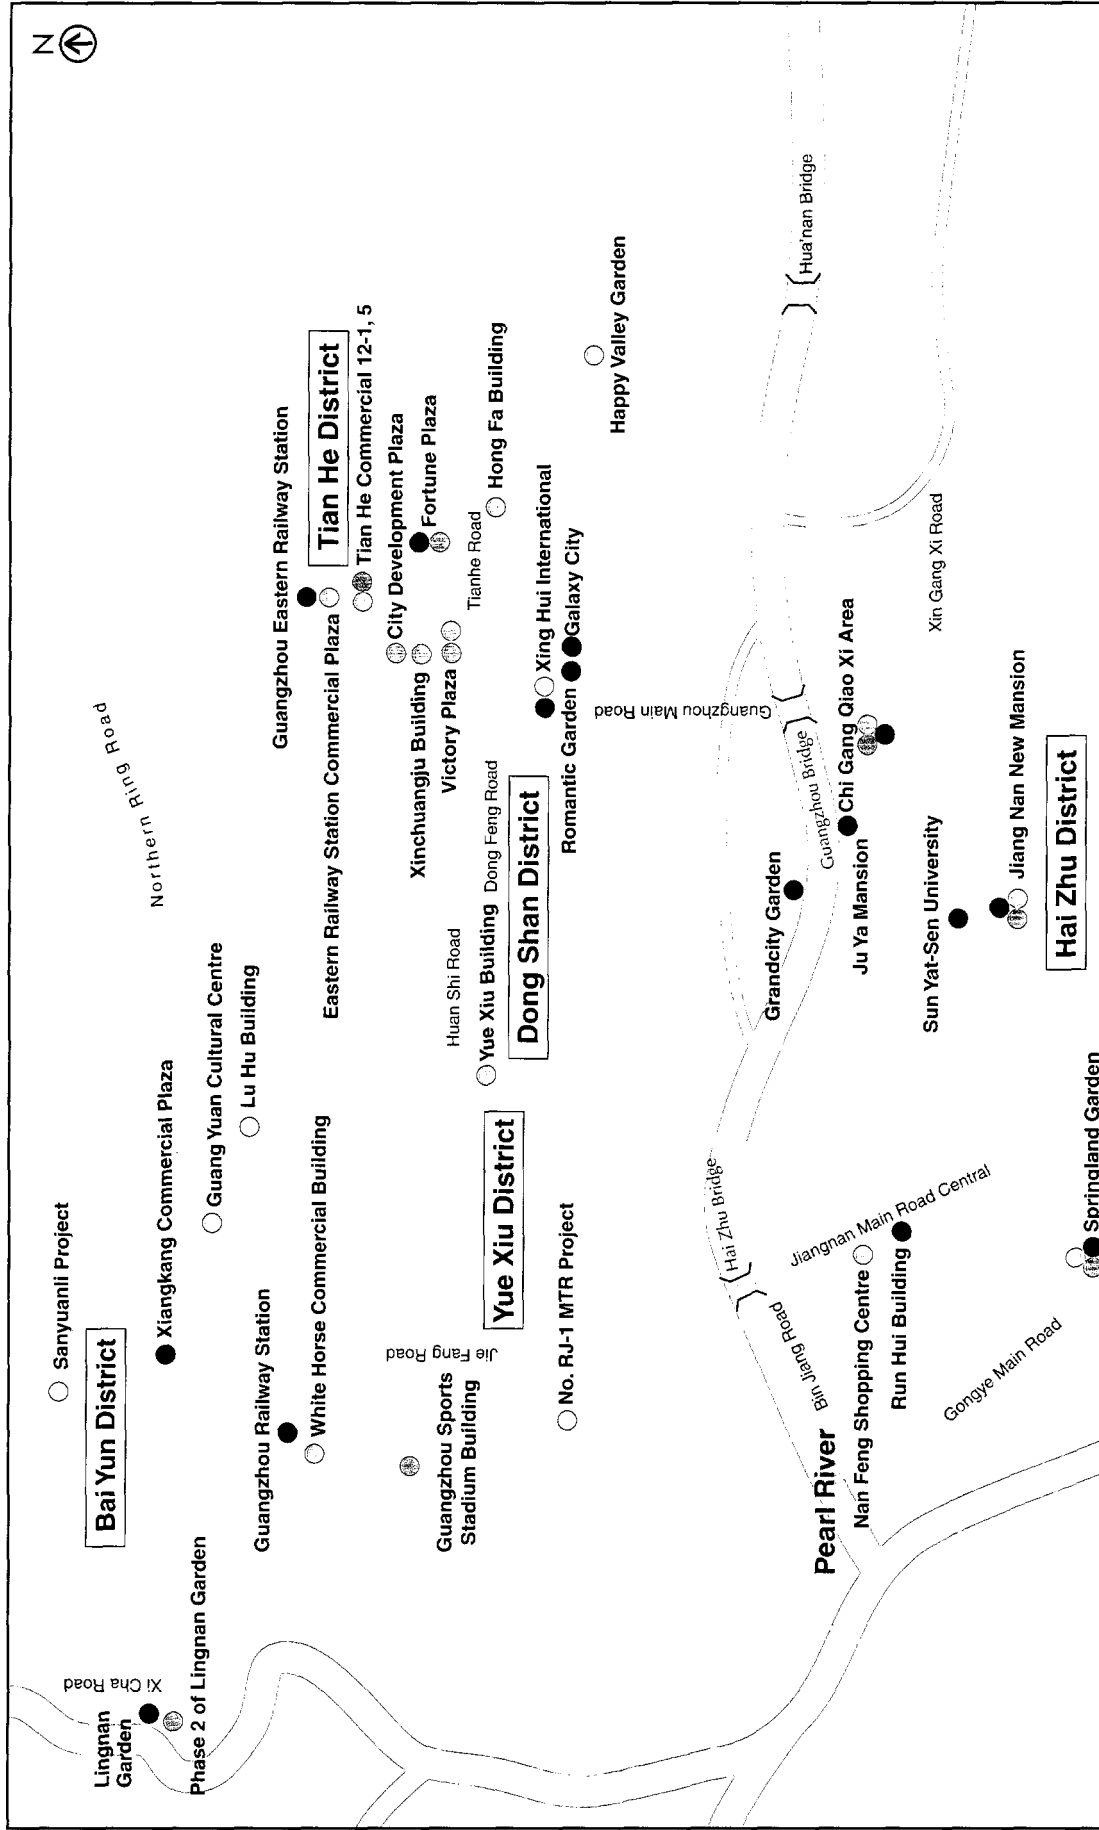 N
Northern Ring Road
Xi Cha Road
Lingnan
Garden
Phase 2 of Lingnan Garden
Sanyuanli Project
Bai Yun District
Xiangkang Commercial Plaza
Guang Yuan Cultural Centre
Lu Hu Building
Guangzhou Railway Station
White Horse Commercial Building
Guangzhou Eastern Railway Station
Tian He District
Eastern Railway Station Commercial Plaza
Tian He Commercial 12-1, 5
City Development Plaza
Xinchuangju Building
Fortune Plaza
Victory Plaza
Tianhe Road
Hong Fa Building
Jie Fang Road
Guangzhou Sports
Stadium Building
Huan Shi Road
Yue Xiu Building
Dong Feng Road
Yue Xiu District
Dong Shan District
No. RJ-1 MTR Project
Xing Hui International
Romantic Garden
Galaxy City
Happy Valley Garden
Guangzhou Main Road
Hai Zhu Bridge
Guangzhou Bridge
Hua'nan Bridge
Grandcity Garden
Pearl River
Bin Jiang Road
Jiangnan Main Road Central
Nan Feng Shopping Centre
Run Hui Building
Ju Ya Mansion
Chi Gang Qiao Xi Area
Xin Gang Xi Road
Sun Yat-Sen University
Gongye Main Road
Jiang Nan New Mansion
Hai Zhu District
Springland Garden